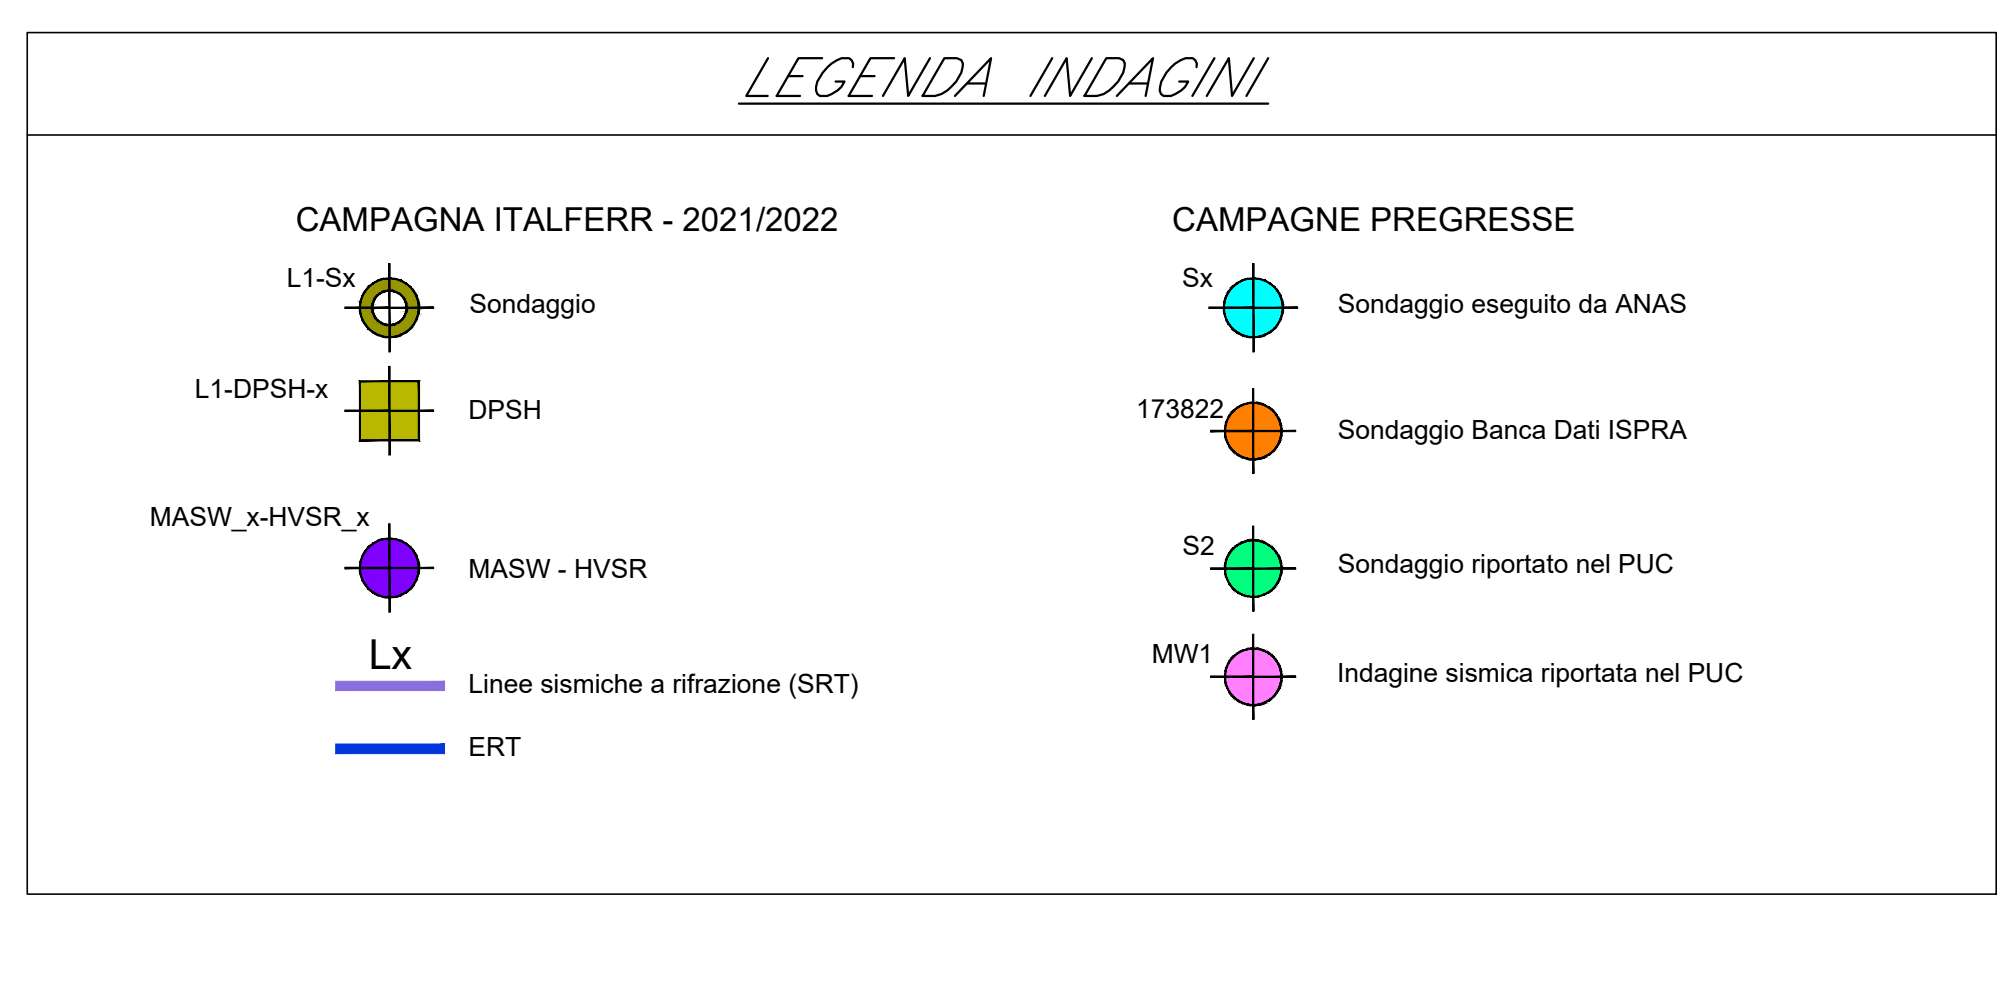 LEGENDA INDAGINI
CAMPAGNA ITALFERR - 2021/2022
L1-Sx
Sondaggio
L1-DPSH-x
DPSH
MASW_x-HVSR_x
MASW - HVSR
Lx
Linee sismiche a rifrazione (SRT)
ERT
CAMPAGNE PREGRESSE
Sx
Sondaggio eseguito da ANAS
173822
Sondaggio Banca Dati ISPRA
S2
Sondaggio riportato nel PUC
MW1
Indagine sismica riportata nel PUC